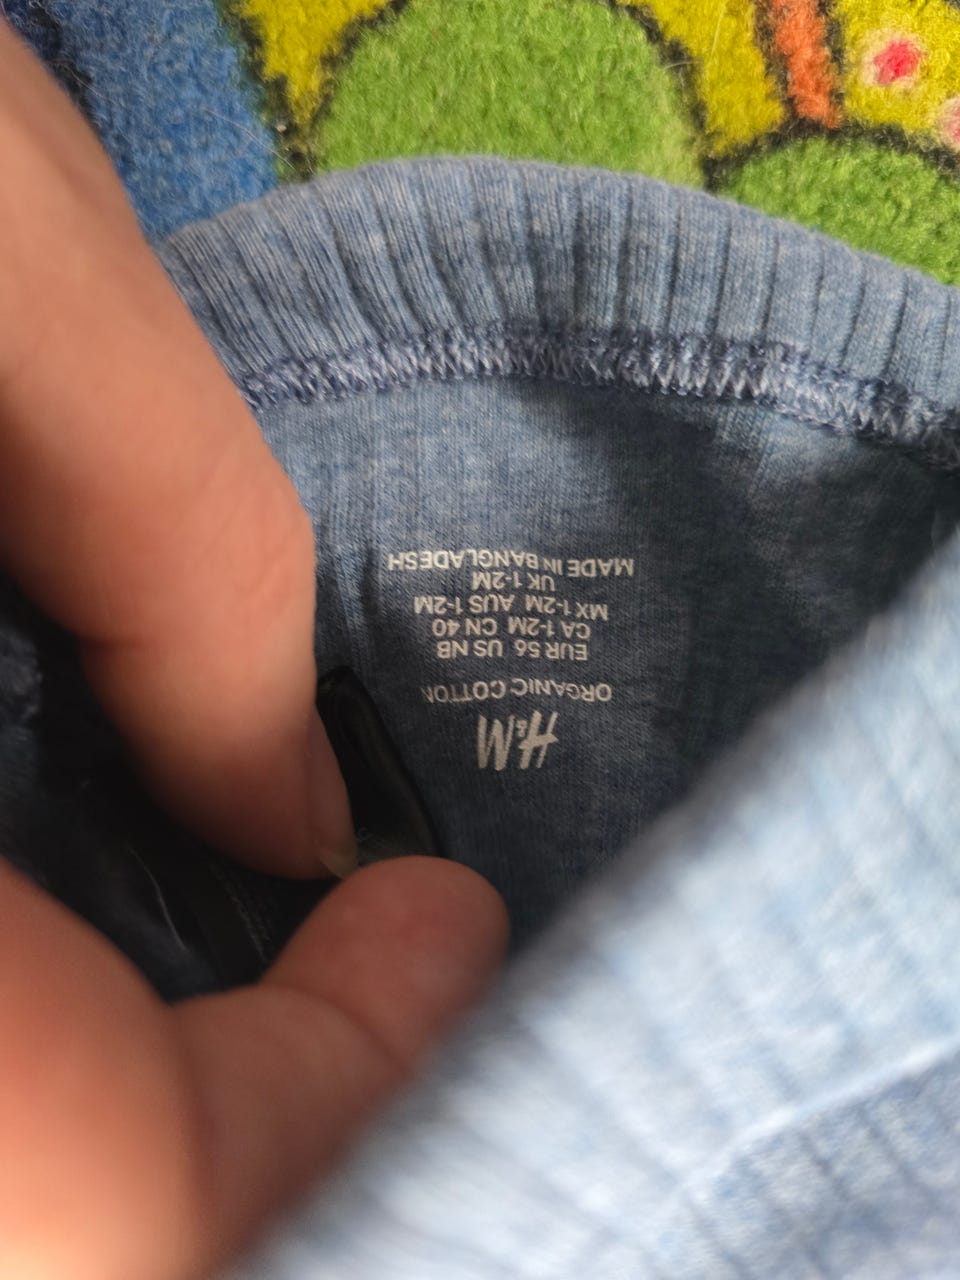 H&M
ORGANIC COTTON
EUR 56 US NB
CA 1-2M CN 40
MX 1-2M AUS 1-2M
UK 1-2M
MADE IN BANGLADESH